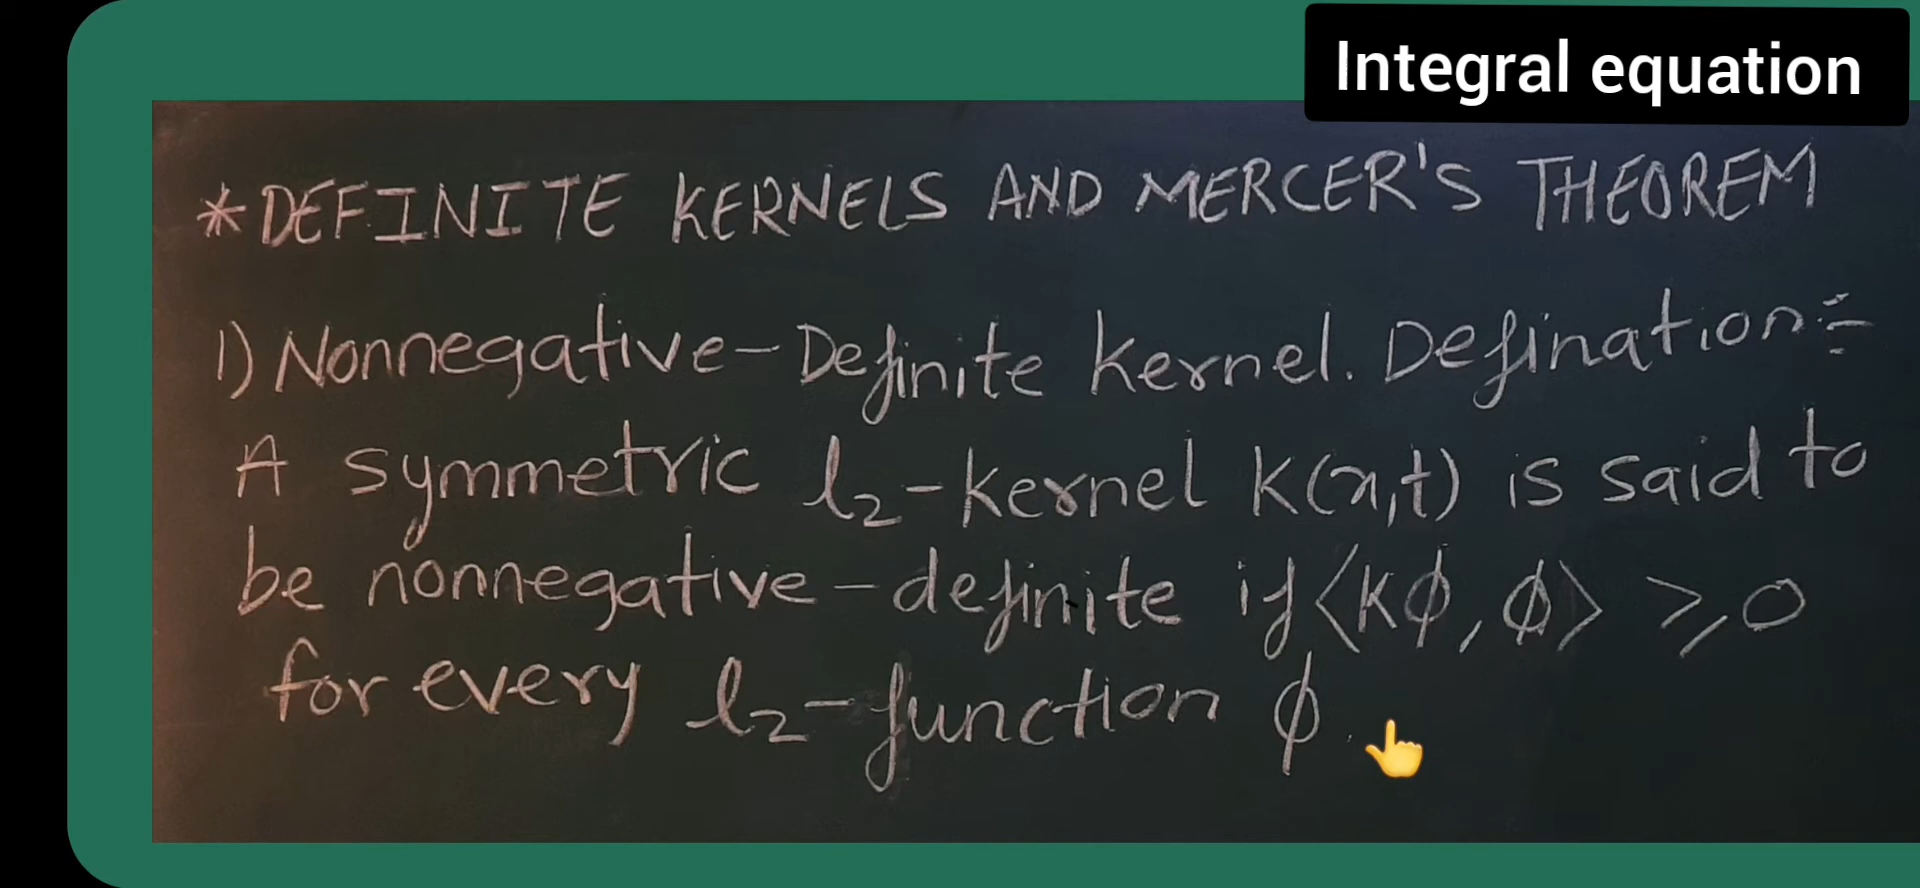 Integral equation
*DEFINITE KERNELS AND MERCER'S THEOREM
1) Nonnegative-Definite kernel. Defination:-
A symmetric l₂-kernel K(x,t) is said to
be nonnegative-definite if ⟨Kϕ, ϕ⟩ ≥ 0
for every l₂-function ϕ.